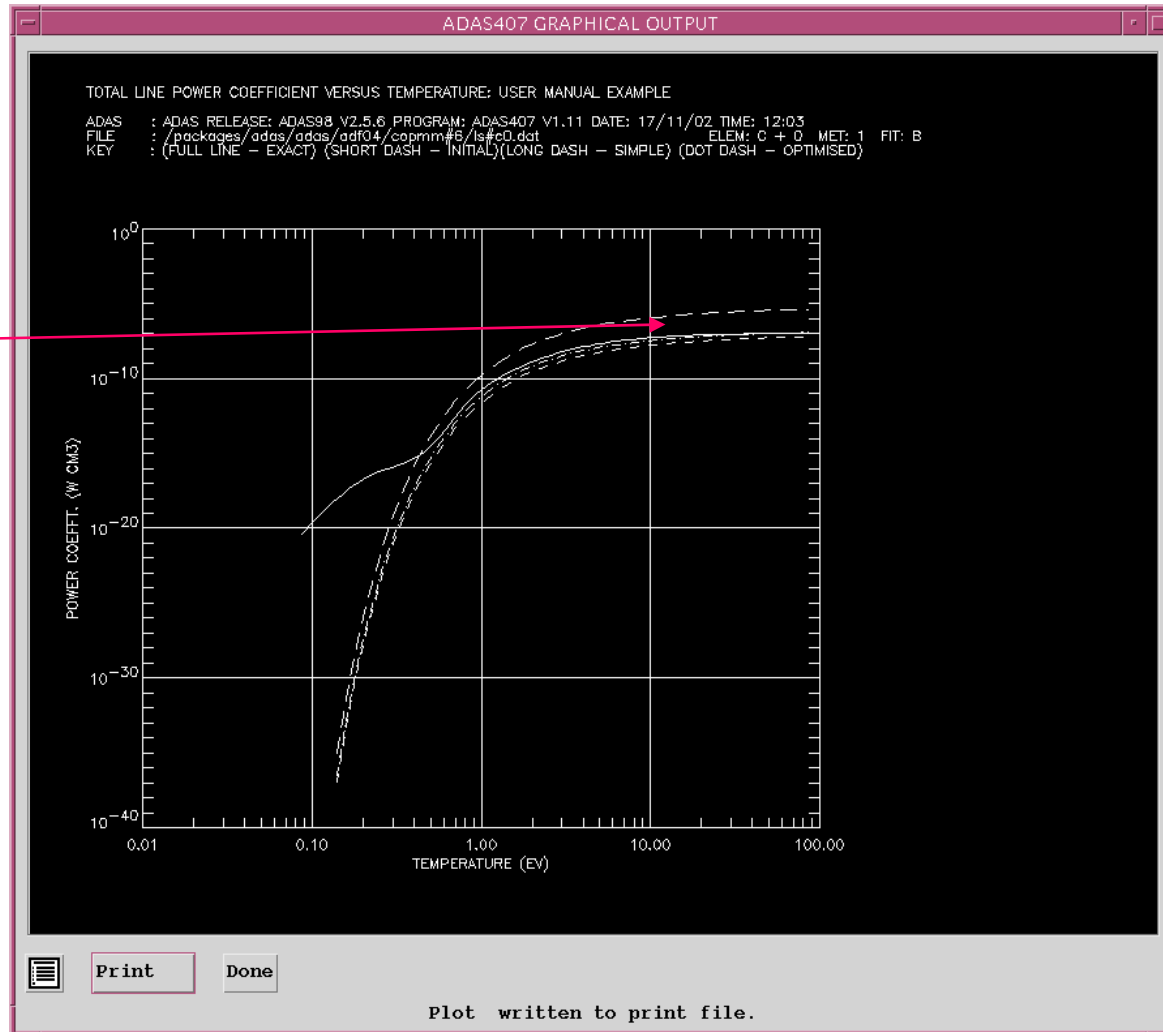 ADAS407 GRAPHICAL OUTPUT
TOTAL LINE POWER COEFFICIENT VERSUS TEMPERATURE: USER MANUAL EXAMPLE
ADAS : ADAS RELEASE: ADAS98 V2.5.6 PROGRAM: ADAS407 V1.11 DATE: 17/11/02 TIME: 12:03
FILE : /packages/adas/adas/adf04/copmm#6/ls#c0.dat ELEM: C + 0 MET: 1 FIT: B
KEY : (FULL LINE - EXACT) (SHORT DASH - INITIAL)(LONG DASH - SIMPLE) (DOT DASH - OPTIMISED)
10^0
10^-10
10^-20
10^-30
10^-40
POWER COEFFT. (W CM3)
0.01 0.10 1.00 10.00 100.00
TEMPERATURE (EV)
Print Done
Plot written to print file.